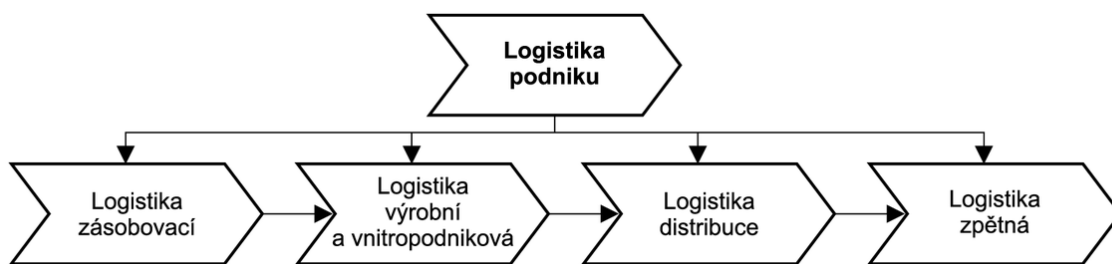 Logistika
podniku
Logistika
zásobovací
Logistika
výrobní
a vnitropodniková
Logistika
distribuce
Logistika
zpětná